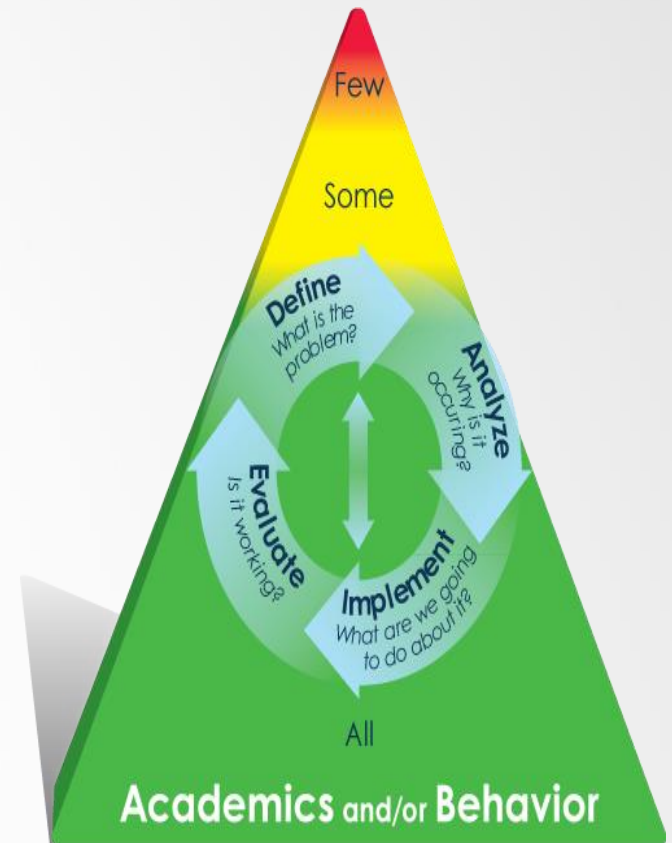 Few
Some
Define
What is the
problem?
Analyze
Why is it
occuring?
Implement
What are we going
to do about it?
Evaluate
Is it working?
All
Academics and/or Behavior